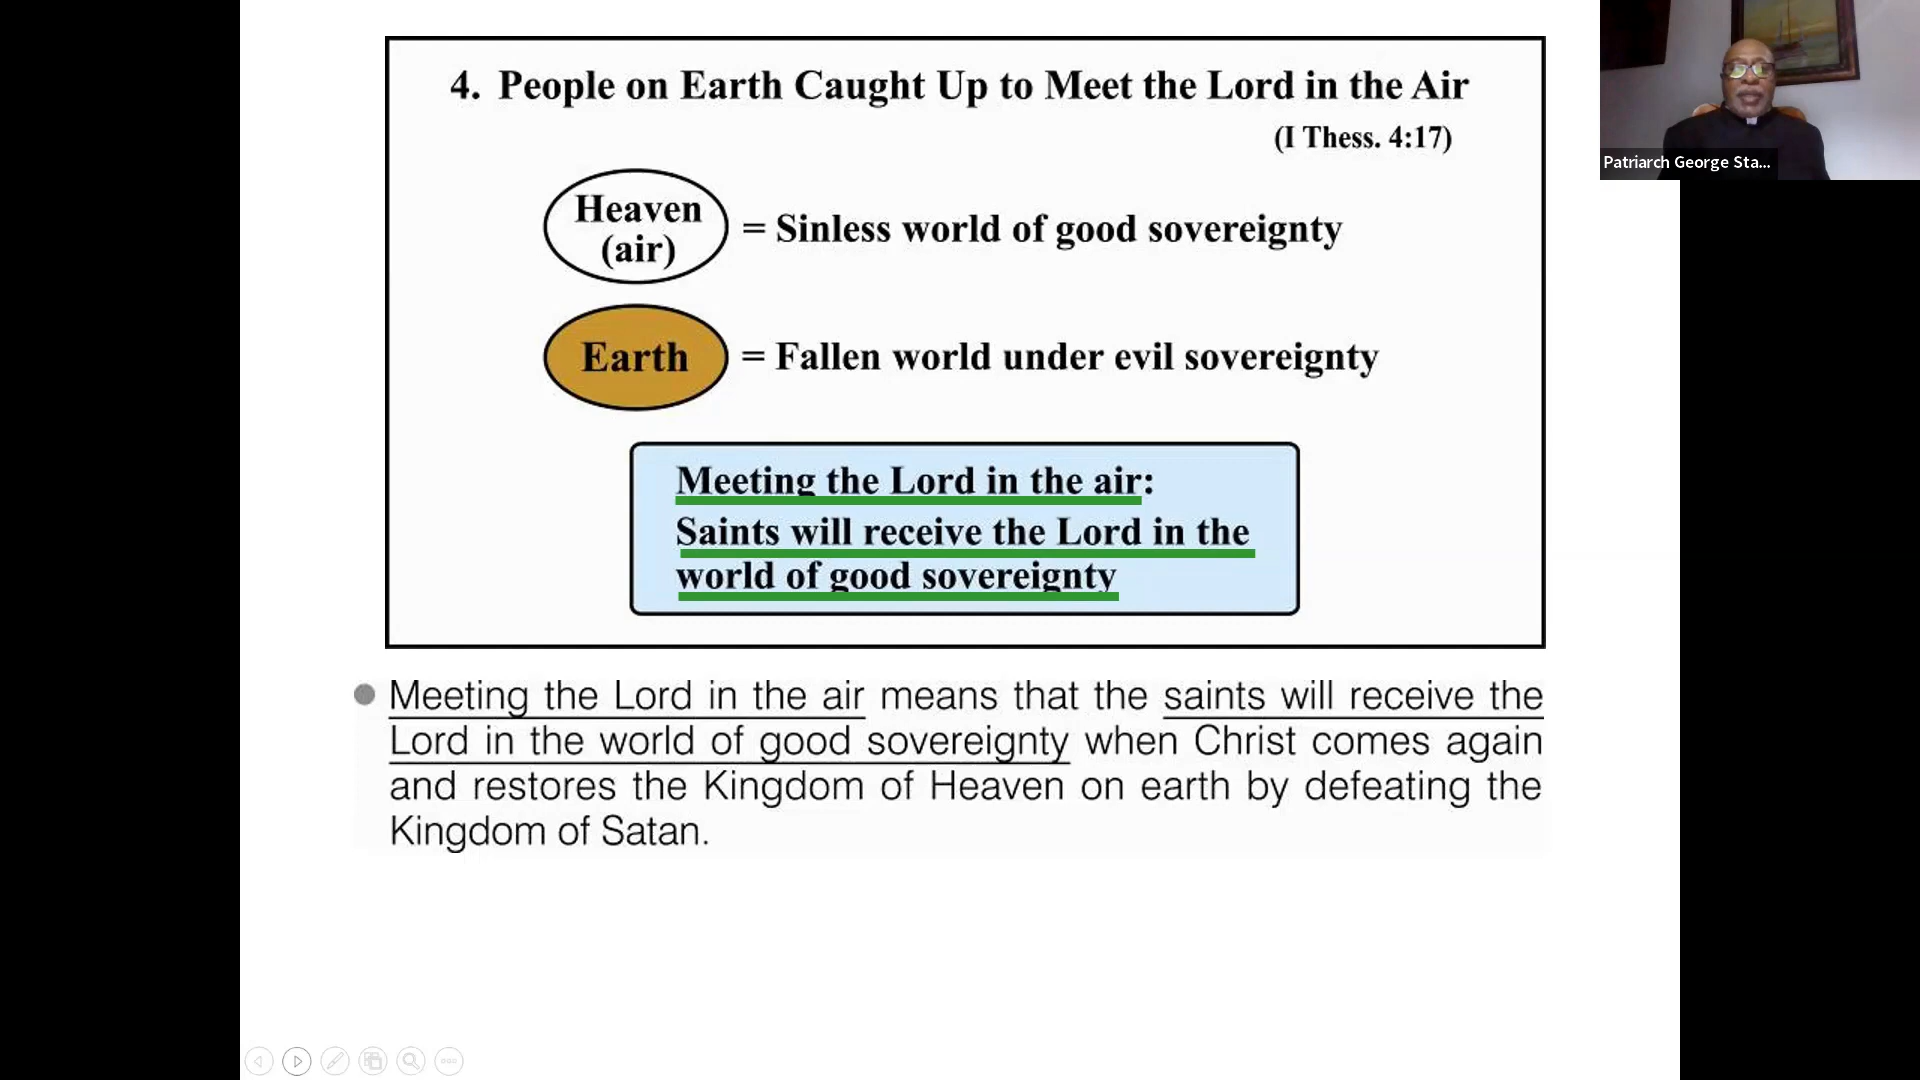 4. People on Earth Caught Up to Meet the Lord in the Air
(I Thess. 4:17)
Heaven
(air)
= Sinless world of good sovereignty
Earth
= Fallen world under evil sovereignty
Meeting the Lord in the air:
Saints will receive the Lord in the
world of good sovereignty
Meeting the Lord in the air means that the saints will receive the
Lord in the world of good sovereignty when Christ comes again
and restores the Kingdom of Heaven on earth by defeating the
Kingdom of Satan.
Patriarch George Sta...